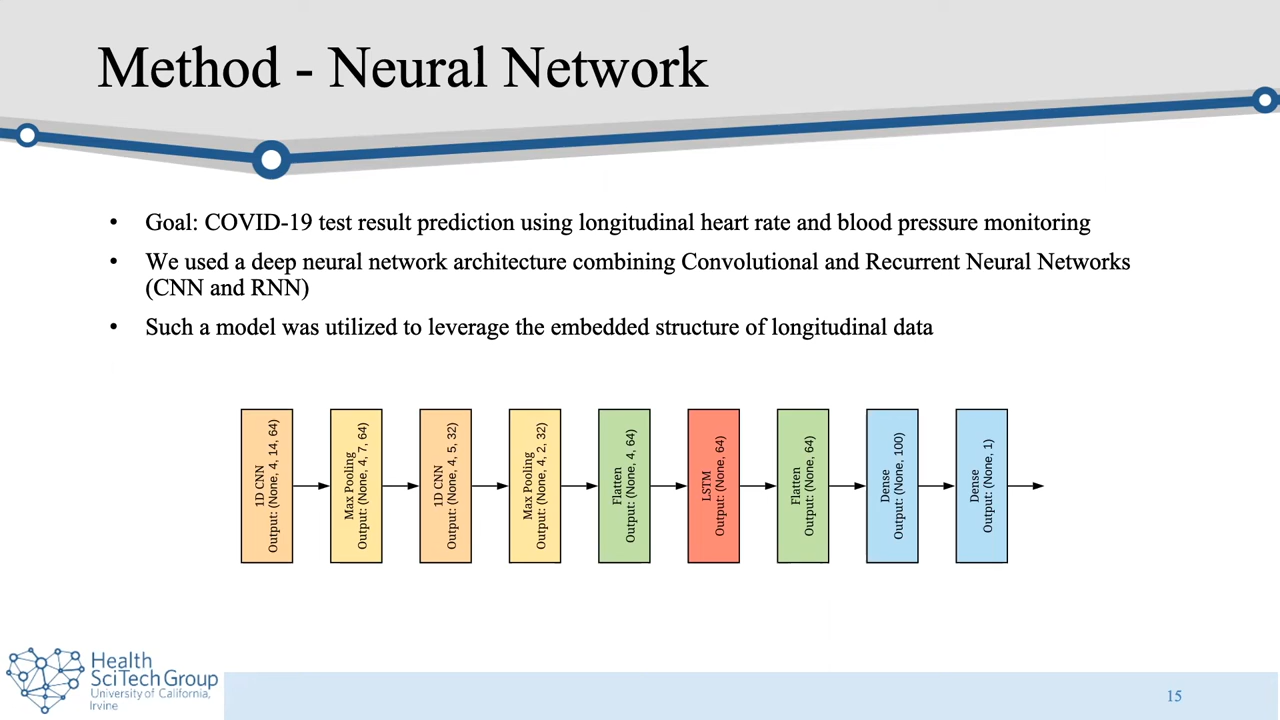 Method - Neural Network
• Goal: COVID-19 test result prediction using longitudinal heart rate and blood pressure monitoring
• We used a deep neural network architecture combining Convolutional and Recurrent Neural Networks
(CNN and RNN)
• Such a model was utilized to leverage the embedded structure of longitudinal data
1D CNN
Output: (None, 4, 14, 64)
Max Pooling
Output: (None, 4, 7, 64)
1D CNN
Output: (None, 4, 5, 32)
Max Pooling
Output: (None, 4, 2, 32)
Flatten
Output: (None, 4, 64)
LSTM
Output: (None, 64)
Flatten
Output: (None, 64)
Dense
Output: (None, 100)
Dense
Output: (None, 1)
Health
SciTech Group
University of California,
Irvine
15